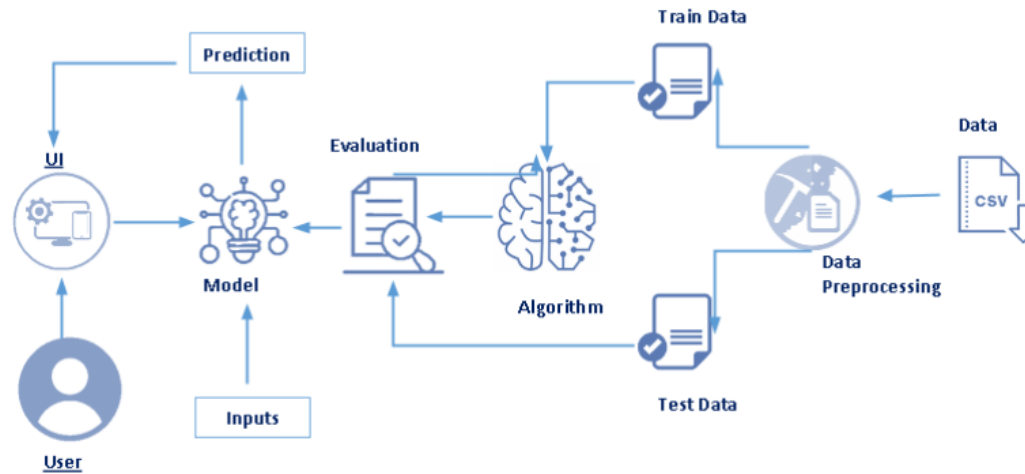 Train Data
Prediction
Data
Evaluation
UI
CSV
Model
Data
Preprocessing
Algorithm
Inputs
Test Data
User